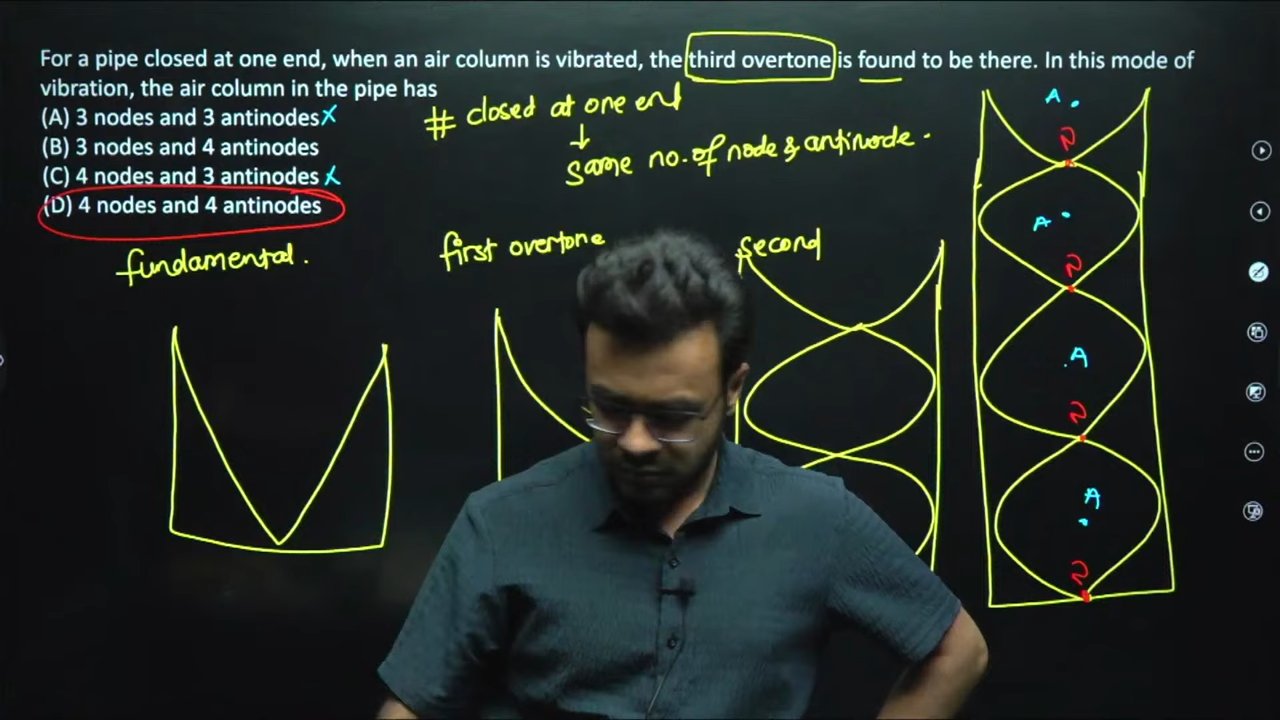 For a pipe closed at one end, when an air column is vibrated, the third overtone is found to be there. In this mode of
vibration, the air column in the pipe has
(A) 3 nodes and 3 antinodes x
(B) 3 nodes and 4 antinodes
(C) 4 nodes and 3 antinodes x
(D) 4 nodes and 4 antinodes
# closed at one end
↓
same no. of node & antinode.
fundamental.
first overtone
second
A
N
A
N
A
N
A
N